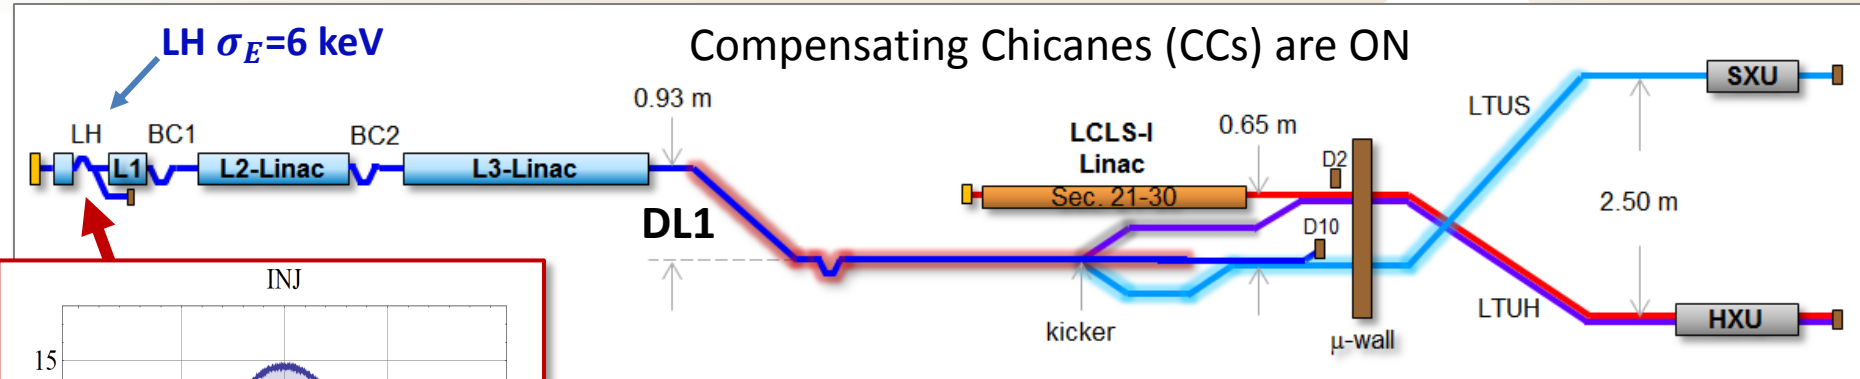 LH σE=6 keV
Compensating Chicanes (CCs) are ON
0.93 m
LH
BC1
BC2
L1
L2-Linac
L3-Linac
DL1
LCLS-I
Linac
0.65 m
Sec. 21-30
D2
D10
kicker
μ-wall
LTUS
SXU
2.50 m
LTUH
HXU
INJ
15